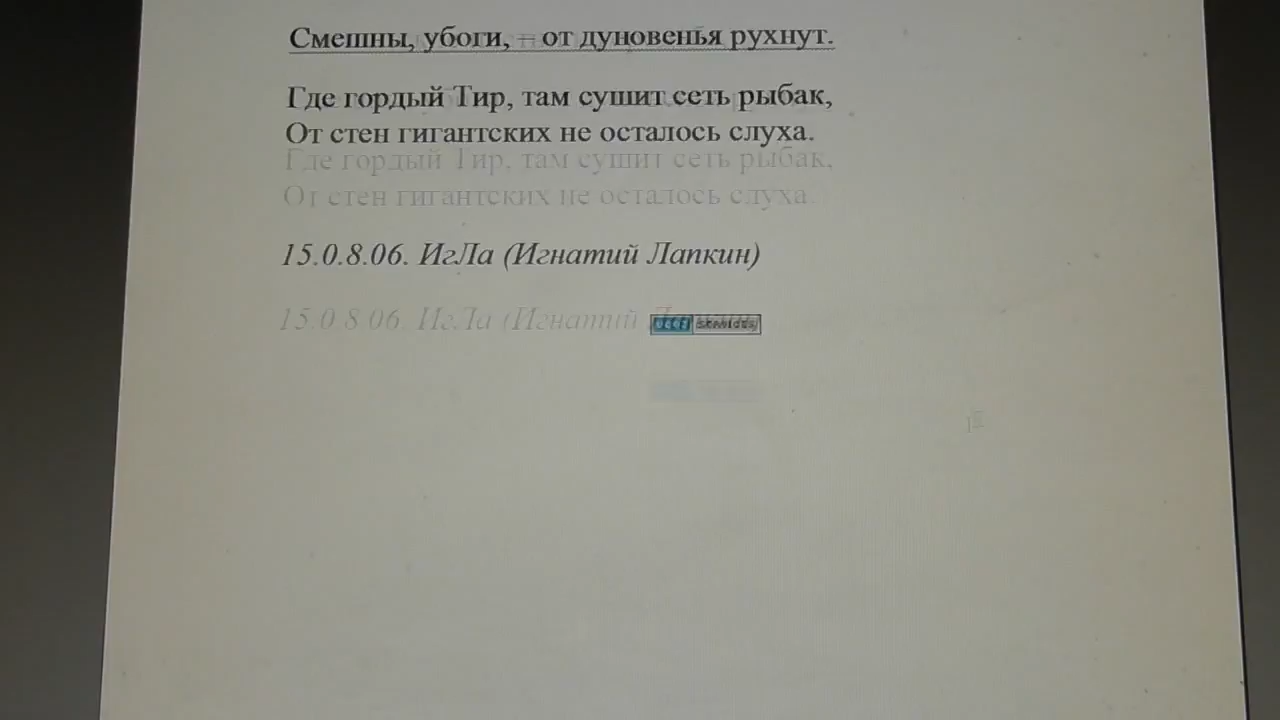 Смешны, убоги, – от дуновенья рухнут.
Где гордый Тир, там сушит сеть рыбак,
От стен гигантских не осталось слуха.
Где гордый Тир, там сушит сеть рыбак,
От стен гигантских не осталось слуха.
15.0.8.06. ИгЛа (Игнатий Лапкин)
15.0.8.06. ИгЛа (Игнатий